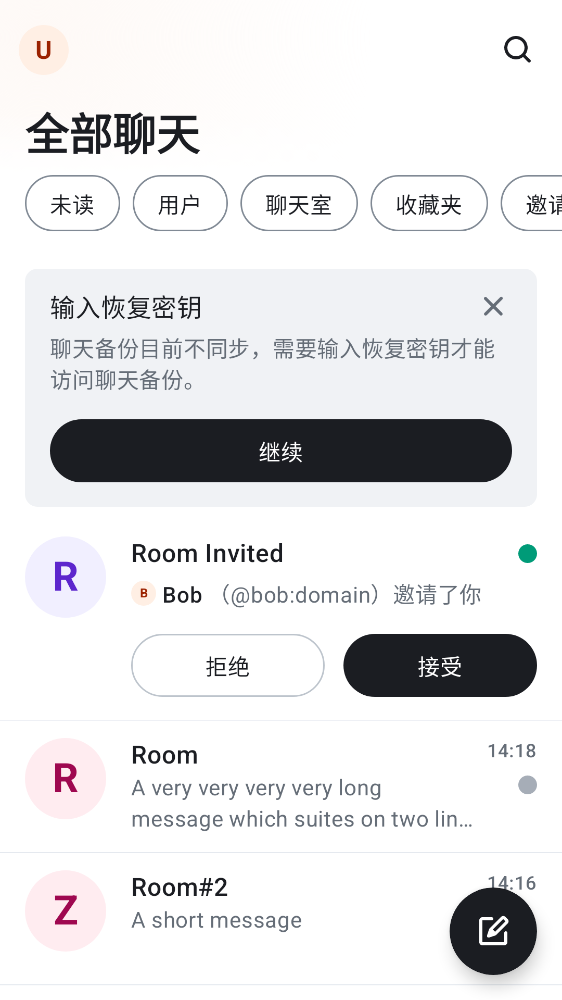 U
全部聊天
未读
用户
聊天室
收藏夹
邀请
输入恢复密钥
聊天备份目前不同步，需要输入恢复密钥才能
访问聊天备份。
继续
R
Room Invited
B Bob （@bob:domain）邀请了你
拒绝
接受
R
Room
14:18
A very very very very long
message which suites on two lin…
Z
Room#2
14:16
A short message